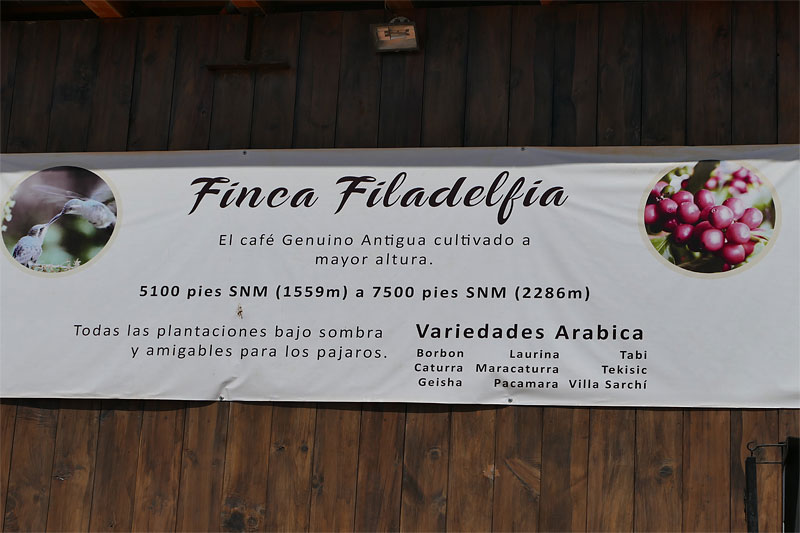 Finca Filadelfia
El café Genuino Antigua cultivado a
mayor altura.
5100 pies SNM (1559m) a 7500 pies SNM (2286m)
Todas las plantaciones bajo sombra
y amigables para los pajaros.
Variedades Arabica
Borbon Laurina Tabi
Caturra Maracaturra Tekisic
Geisha Pacamara Villa Sarchí